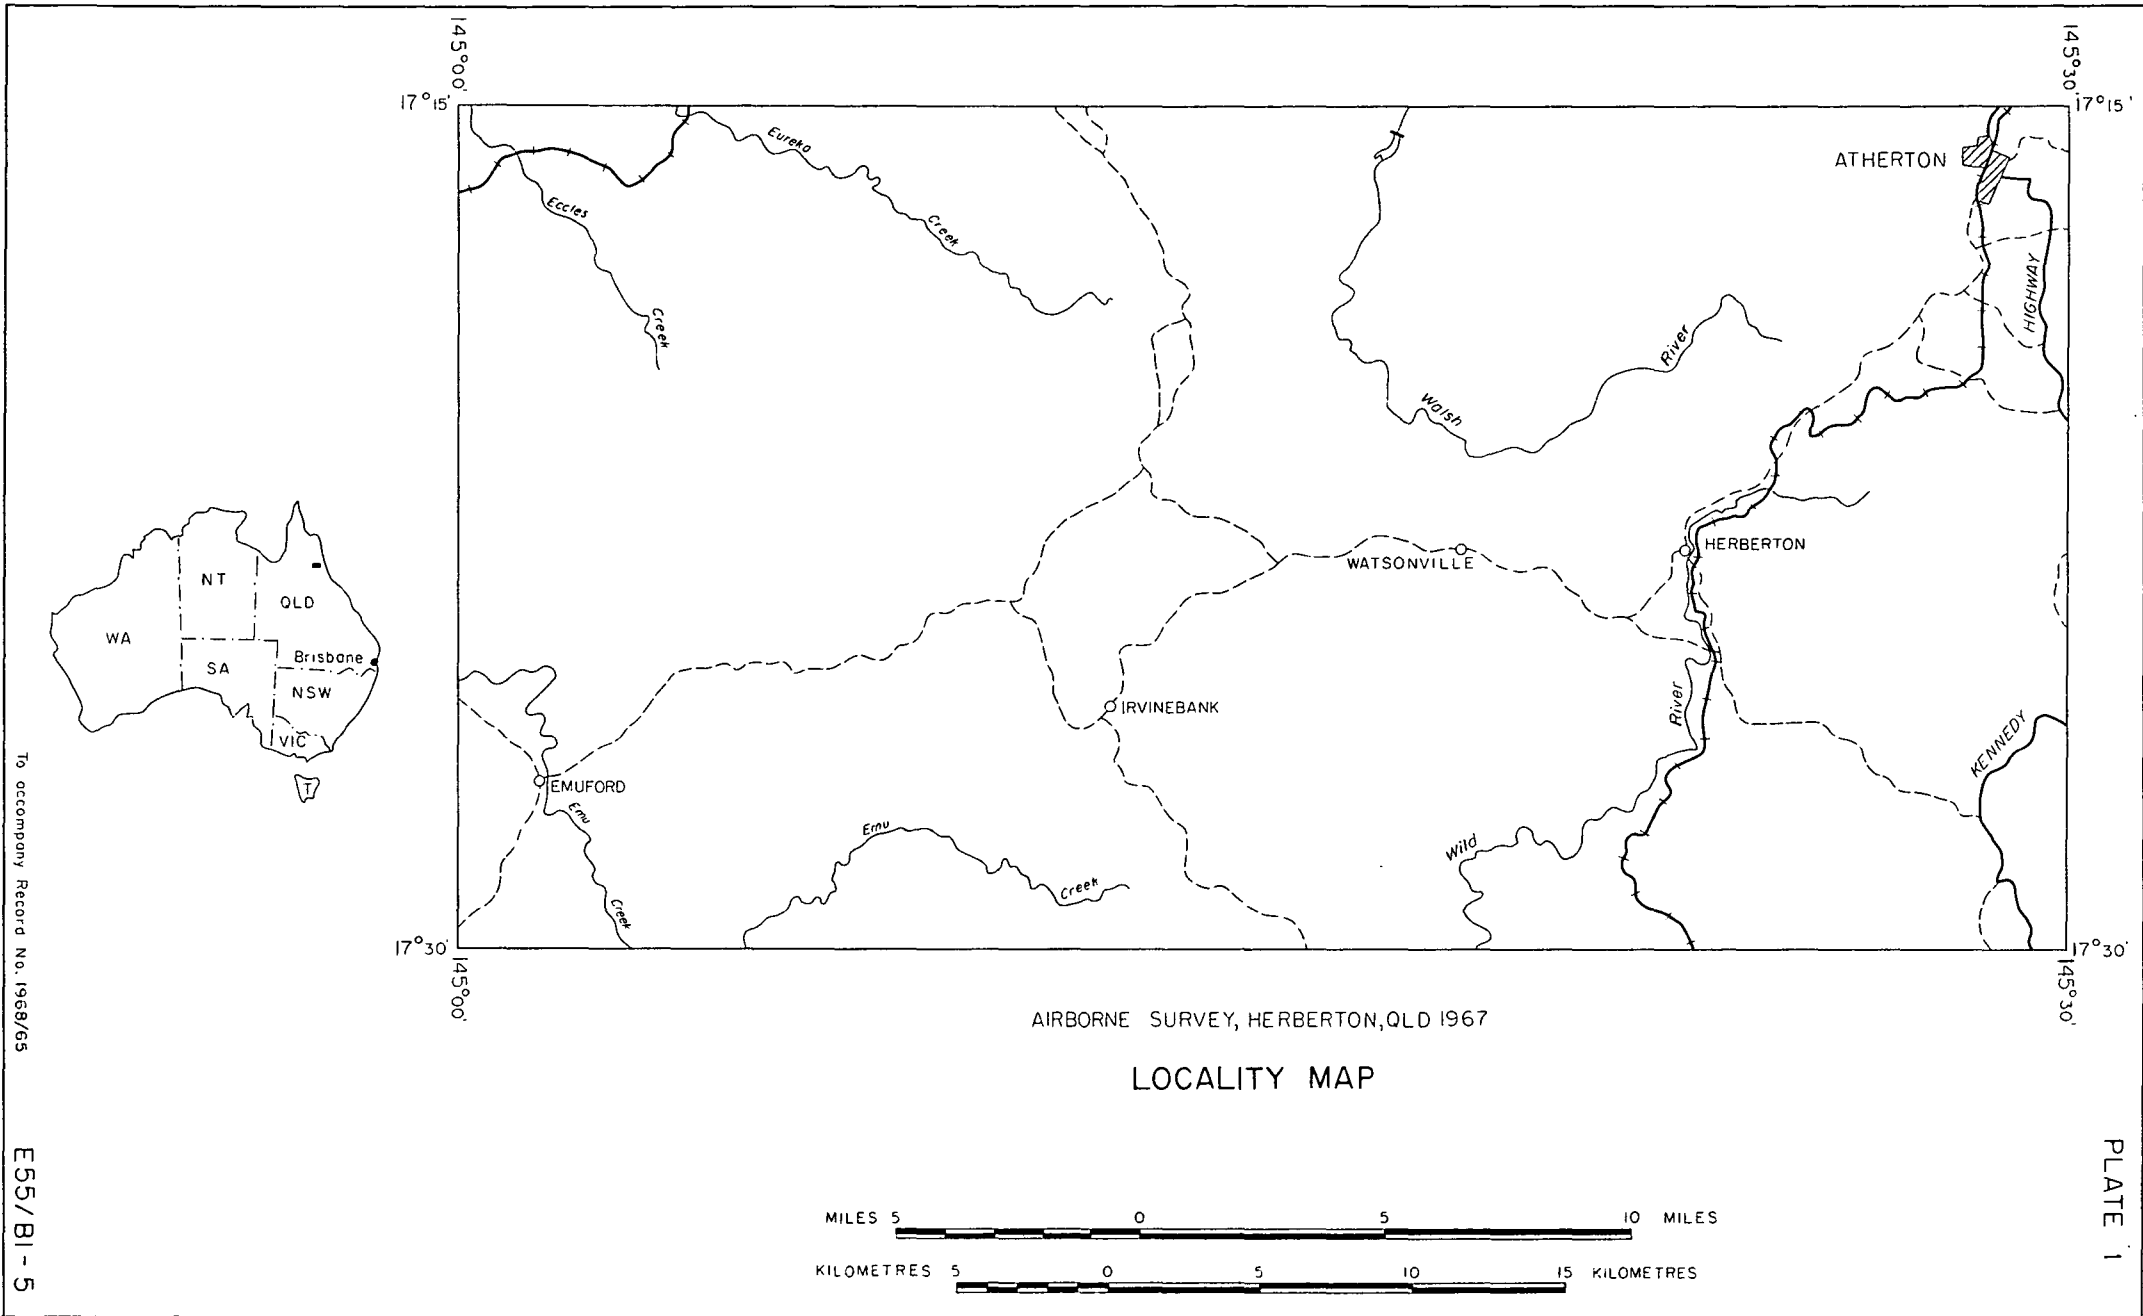 145°00'
145°30'
17°15'
17°15'
Eureka
Creek
Eccles
Creek
ATHERTON
HIGHWAY
River
Walsh
WATSONVILLE
HERBERTON
IRVINEBANK
River
KENNEDY
EMUFORD
Emu
Creek
Emu
Creek
Wild
17°30'
17°30'
145°00'
145°30'
NT
QLD
WA
SA
Brisbane
NSW
VIC
T
AIRBORNE SURVEY, HERBERTON, QLD 1967
LOCALITY MAP
MILES 5 0 5 10 MILES
KILOMETRES 5 0 5 10 15 KILOMETRES
To accompany Record No. 1968/65
E55/B1-5
PLATE 1